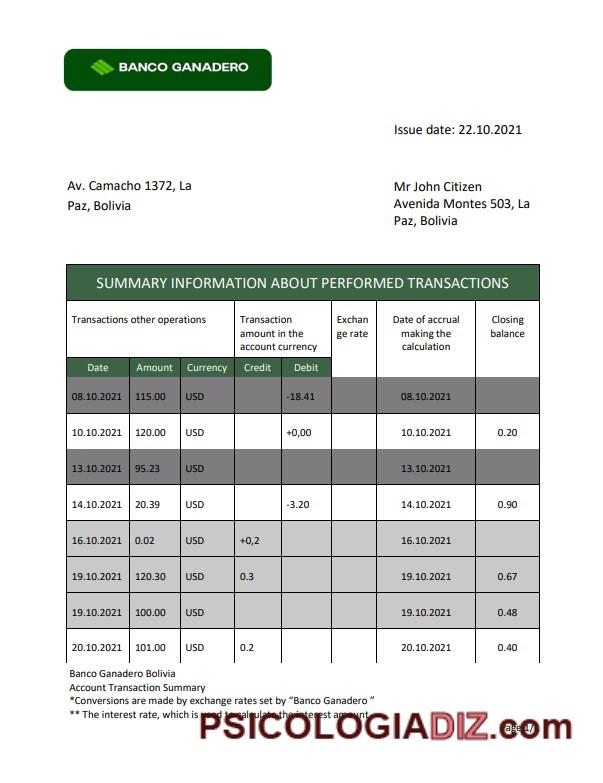 BANCO GANADERO
Issue date: 22.10.2021
Av. Camacho 1372, La
Paz, Bolivia
Mr John Citizen
Avenida Montes 503, La
Paz, Bolivia
SUMMARY INFORMATION ABOUT PERFORMED TRANSACTIONS
Transactions other operations
Transaction
amount in the
account currency
Exchan
ge rate
Date of accrual
making the
calculation
Closing
balance
Date Amount Currency Credit Debit
08.10.2021 115.00 USD -18.41 08.10.2021
10.10.2021 120.00 USD +0,00 10.10.2021 0.20
13.10.2021 95.23 USD 13.10.2021
14.10.2021 20.39 USD -3.20 14.10.2021 0.90
16.10.2021 0.02 USD +0,2 16.10.2021
19.10.2021 120.30 USD 0.3 19.10.2021 0.67
19.10.2021 100.00 USD 19.10.2021 0.48
20.10.2021 101.00 USD 0.2 20.10.2021 0.40
Banco Ganadero Bolivia
Account Transaction Summary
*Conversions are made by exchange rates set by “Banco Ganadero ”
** The interest rate, which is used to calculate the interest amount
PSICOLOGIADIZ.com